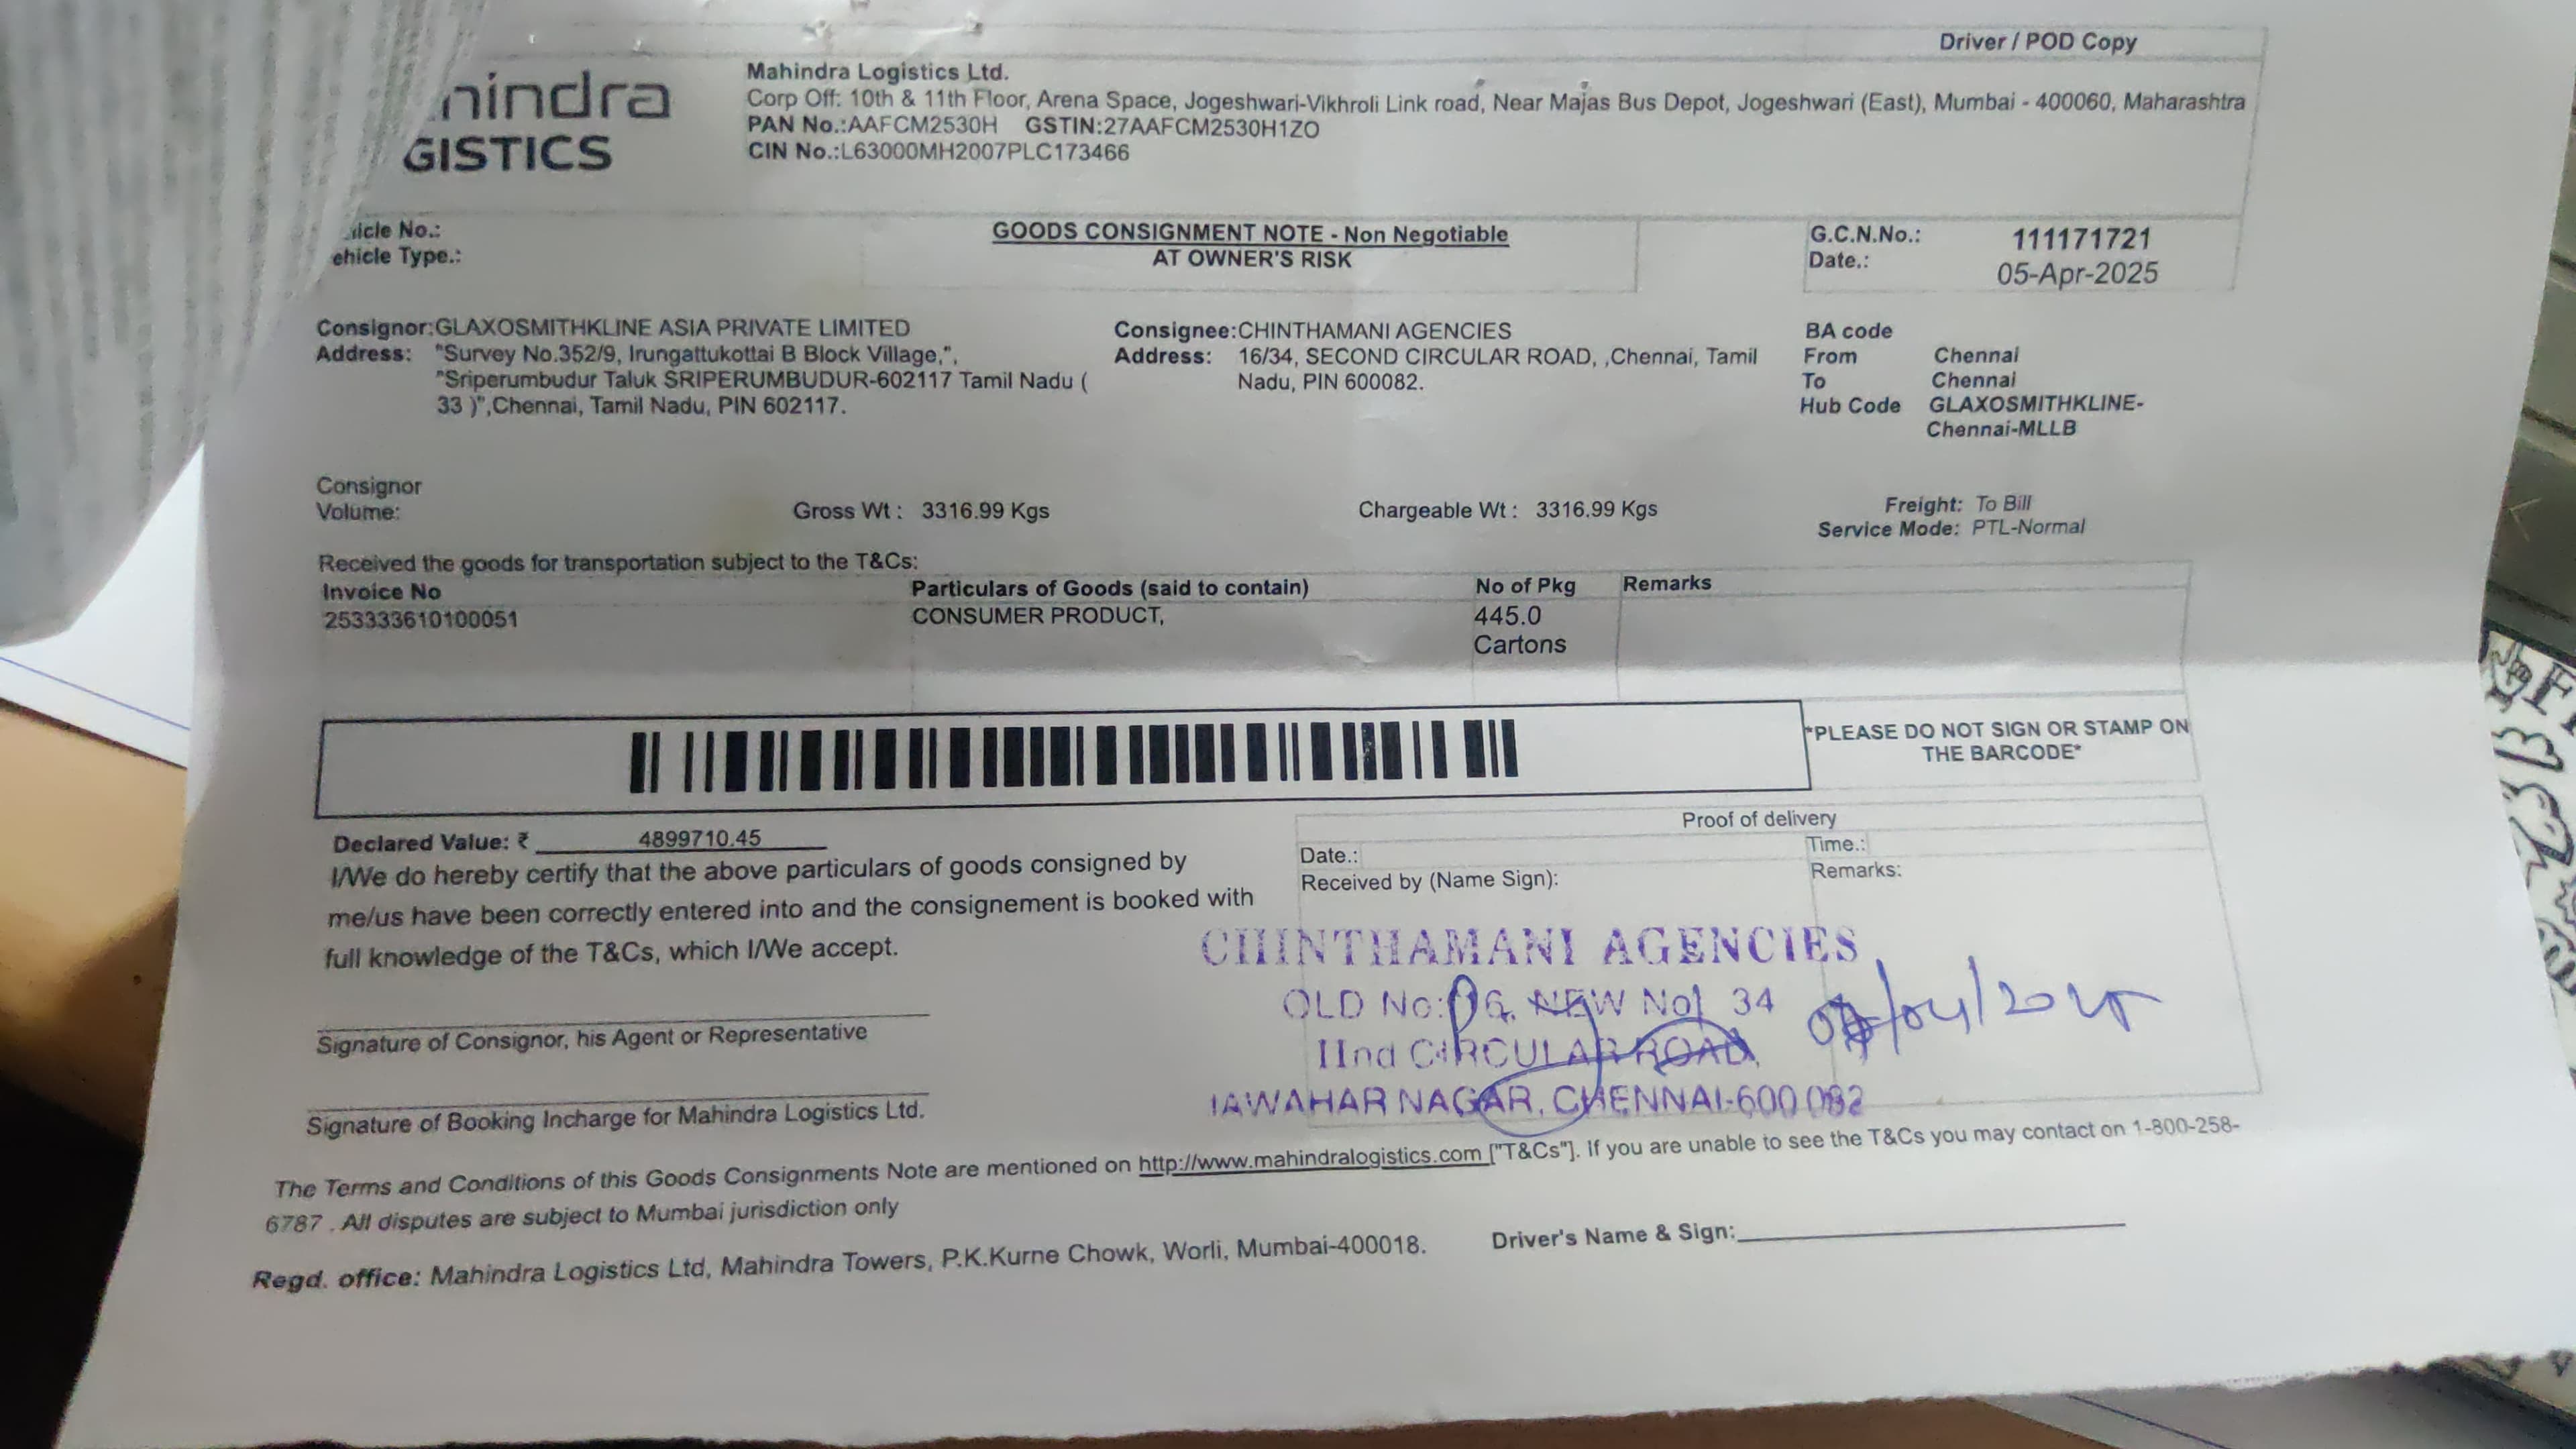 Driver / POD Copy
hindra
GISTICS
Mahindra Logistics Ltd.
Corp Off: 10th & 11th Floor, Arena Space, Jogeshwari-Vikhroli Link road, Near Majas Bus Depot, Jogeshwari (East), Mumbai - 400060, Maharashtra
PAN No.:AAFCM2530H GSTIN:27AAFCM2530H1ZO
CIN No.:L63000MH2007PLC173466
icle No.:
ehicle Type.:
GOODS CONSIGNMENT NOTE - Non Negotiable
AT OWNER'S RISK
G.C.N.No.: 111171721
Date.: 05-Apr-2025
Consignor:GLAXOSMITHKLINE ASIA PRIVATE LIMITED
Address: "Survey No.352/9, Irungattukottai B Block Village,",
"Sriperumbudur Taluk SRIPERUMBUDUR-602117 Tamil Nadu (
33 )",Chennai, Tamil Nadu, PIN 602117.
Consignee:CHINTHAMANI AGENCIES
Address: 16/34, SECOND CIRCULAR ROAD, ,Chennai, Tamil
Nadu, PIN 600082.
BA code
From Chennai
To Chennai
Hub Code GLAXOSMITHKLINE-
Chennai-MLLB
Consignor
Volume:
Gross Wt : 3316.99 Kgs
Chargeable Wt : 3316.99 Kgs
Freight: To Bill
Service Mode: PTL-Normal
Received the goods for transportation subject to the T&Cs:
Invoice No Particulars of Goods (said to contain) No of Pkg Remarks
253333610100051 CONSUMER PRODUCT, 445.0
Cartons
*PLEASE DO NOT SIGN OR STAMP ON
THE BARCODE*
Declared Value: ₹ 4899710.45
I/We do hereby certify that the above particulars of goods consigned by
me/us have been correctly entered into and the consignement is booked with
full knowledge of the T&Cs, which I/We accept.
Proof of delivery
Date.: Time.:
Received by (Name Sign): Remarks:
CHINTHAMANI AGENCIES
OLD No: NEW No 34
IInd CIRCULAR ROAD,
JAWAHAR NAGAR, CHENNAI-600 082
/04/2025
Signature of Consignor, his Agent or Representative
Signature of Booking Incharge for Mahindra Logistics Ltd.
The Terms and Conditions of this Goods Consignments Note are mentioned on http://www.mahindralogistics.com ["T&Cs"]. If you are unable to see the T&Cs you may contact on 1-800-258-
6787 . All disputes are subject to Mumbai jurisdiction only
Regd. office: Mahindra Logistics Ltd, Mahindra Towers, P.K.Kurne Chowk, Worli, Mumbai-400018.
Driver's Name & Sign: